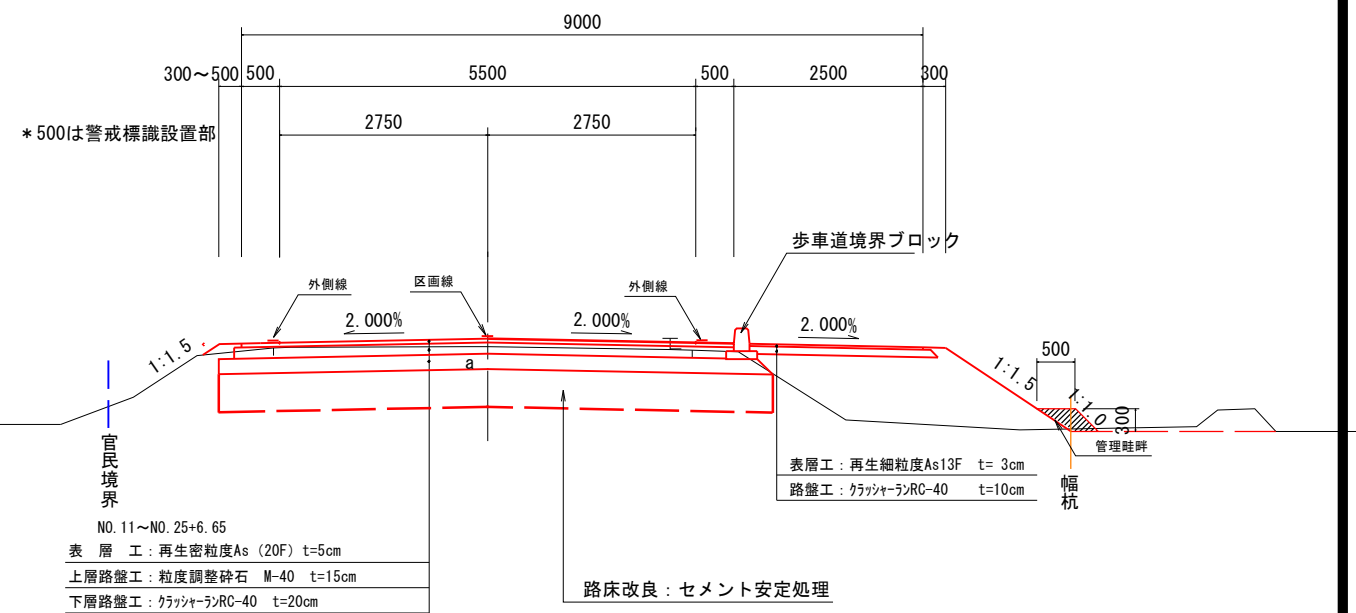 9000
300～500 500 5500 500 2500 300
＊500は警戒標識設置部
2750 2750
歩車道境界ブロック
外側線 区画線 外側線
2.000% 2.000% 2.000%
1:1.5
a
500
1:1.5
1:1.0
300
管理畦畔
幅杭
官民境界
表層工：再生細粒度As13F t= 3cm
路盤工：ｸﾗｯｼｬｰﾗﾝRC-40 t=10cm
NO.11～NO.25+6.65
表 層 工：再生密粒度As（20F）t=5cm
上層路盤工：粒度調整砕石 M-40 t=15cm
下層路盤工：ｸﾗｯｼｬｰﾗﾝRC-40 t=20cm
路床改良：セメント安定処理